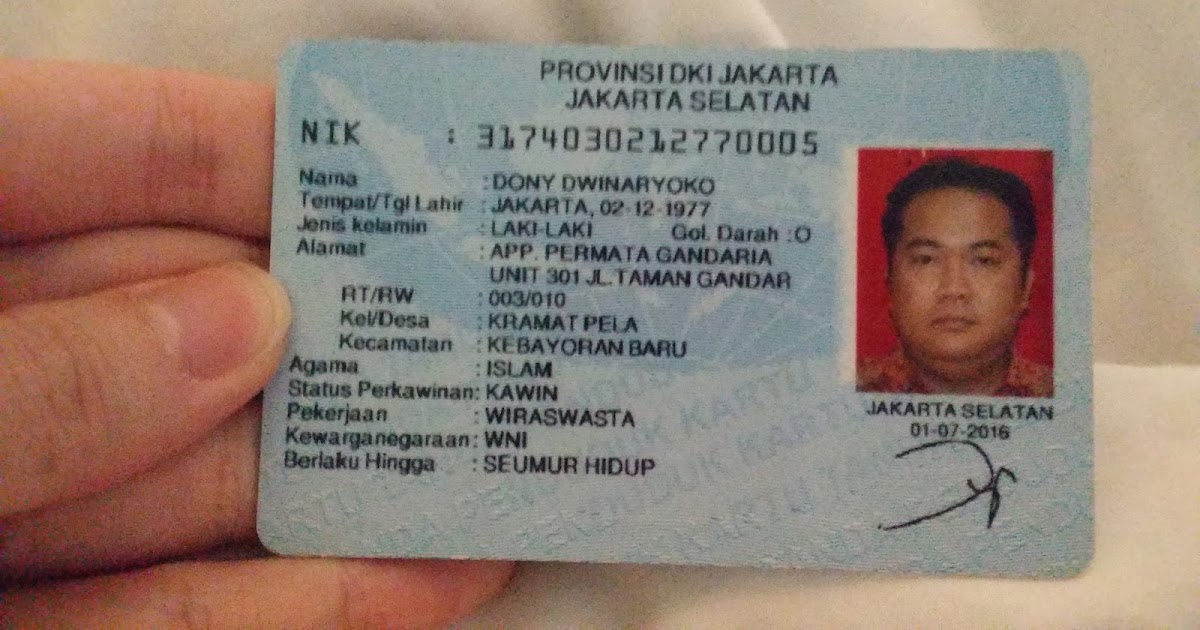 PROVINSI DKI JAKARTA
JAKARTA SELATAN
NIK : 3174030212770005
Nama : DONY DWINARYOKO
Tempat/Tgl Lahir : JAKARTA, 02-12-1977
Jenis kelamin : LAKI-LAKI Gol. Darah : O
Alamat : APP. PERMATA GANDARIA
UNIT 301 JL. TAMAN GANDAR
RT/RW : 003/010
Kel/Desa : KRAMAT PELA
Kecamatan : KEBAYORAN BARU
Agama : ISLAM
Status Perkawinan: KAWIN
Pekerjaan : WIRASWASTA
Kewarganegaraan: WNI
Berlaku Hingga : SEUMUR HIDUP
JAKARTA SELATAN
01-07-2016